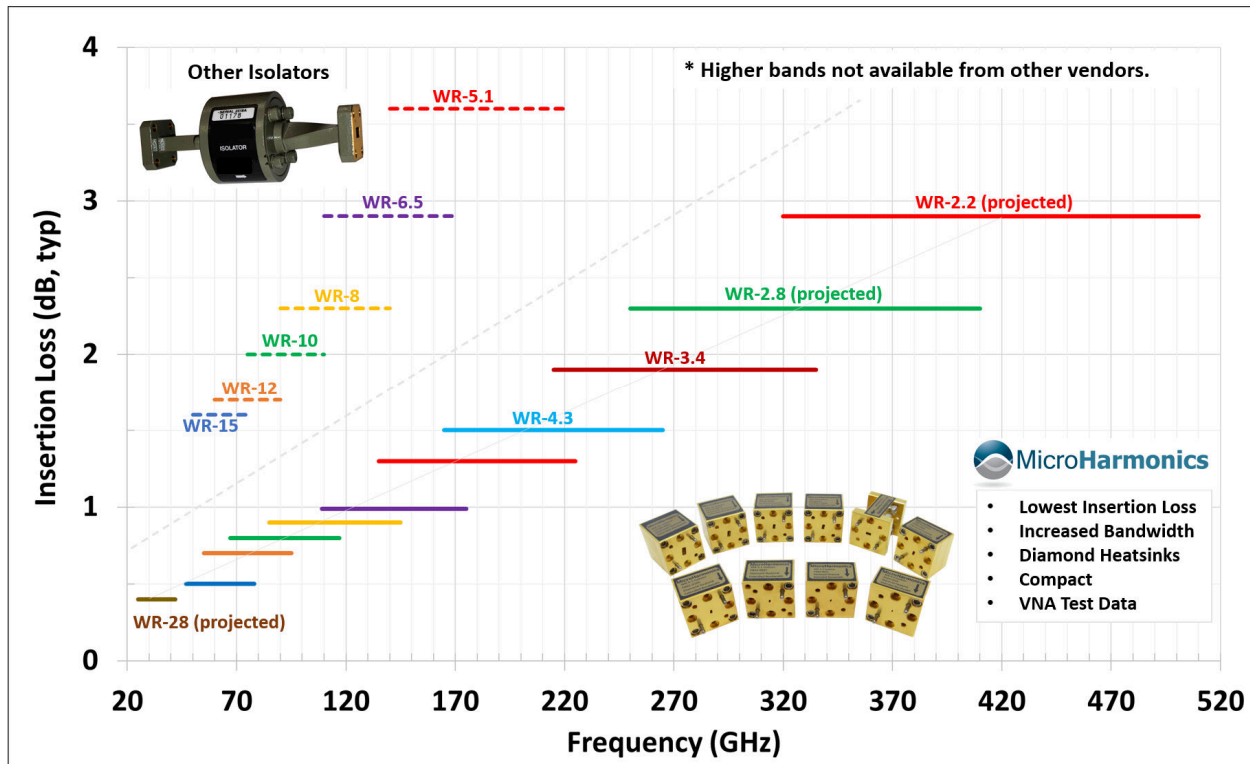 4
Other Isolators
* Higher bands not available from other vendors.
WR-5.1
ISOLATOR
3
WR-6.5
WR-2.2 (projected)
WR-8
WR-2.8 (projected)
WR-10
2
WR-3.4
WR-12
WR-15
WR-4.3
Insertion Loss (dB, typ)
MicroHarmonics
• Lowest Insertion Loss
• Increased Bandwidth
• Diamond Heatsinks
• Compact
• VNA Test Data
1
WR-28 (projected)
0
20 70 120 170 220 270 320 370 420 470 520
Frequency (GHz)